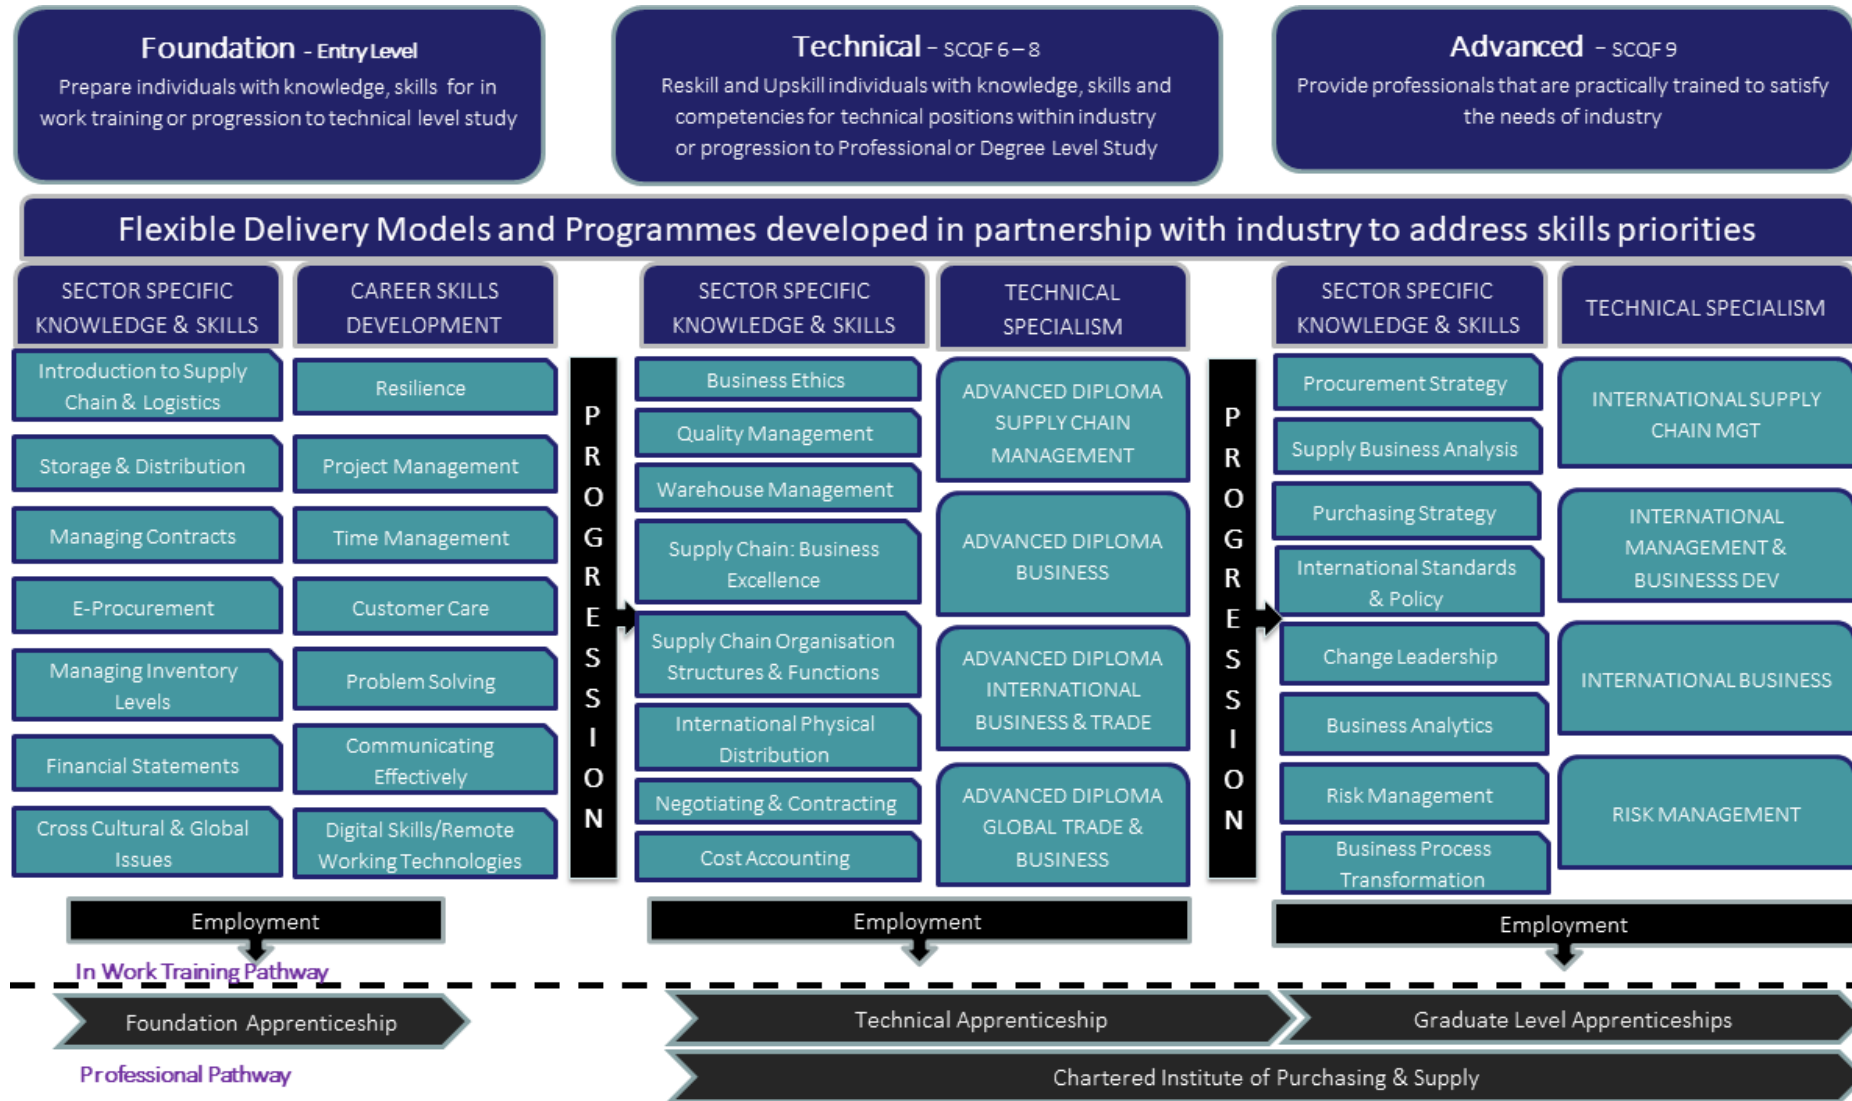 Foundation - Entry Level
Prepare individuals with knowledge, skills for in
work training or progression to technical level study
Technical – SCQF 6 – 8
Reskill and Upskill individuals with knowledge, skills and
competencies for technical positions within industry
or progression to Professional or Degree Level Study
Advanced – SCQF 9
Provide professionals that are practically trained to satisfy
the needs of industry
Flexible Delivery Models and Programmes developed in partnership with industry to address skills priorities
SECTOR SPECIFIC
KNOWLEDGE & SKILLS
Introduction to Supply
Chain & Logistics
Storage & Distribution
Managing Contracts
E-Procurement
Managing Inventory
Levels
Financial Statements
Cross Cultural & Global
Issues
CAREER SKILLS
DEVELOPMENT
Resilience
Project Management
Time Management
Customer Care
Problem Solving
Communicating
Effectively
Digital Skills/Remote
Working Technologies
PROGRESSION
SECTOR SPECIFIC
KNOWLEDGE & SKILLS
Business Ethics
Quality Management
Warehouse Management
Supply Chain: Business
Excellence
Supply Chain Organisation
Structures & Functions
International Physical
Distribution
Negotiating & Contracting
Cost Accounting
TECHNICAL
SPECIALISM
ADVANCED DIPLOMA
SUPPLY CHAIN
MANAGEMENT
ADVANCED DIPLOMA
BUSINESS
ADVANCED DIPLOMA
INTERNATIONAL
BUSINESS & TRADE
ADVANCED DIPLOMA
GLOBAL TRADE &
BUSINESS
PROGRESSION
SECTOR SPECIFIC
KNOWLEDGE & SKILLS
Procurement Strategy
Supply Business Analysis
Purchasing Strategy
International Standards
& Policy
Change Leadership
Business Analytics
Risk Management
Business Process
Transformation
TECHNICAL SPECIALISM
INTERNATIONAL SUPPLY
CHAIN MGT
INTERNATIONAL
MANAGEMENT &
BUSINESSS DEV
INTERNATIONAL BUSINESS
RISK MANAGEMENT
Employment
Employment
Employment
In Work Training Pathway
Foundation Apprenticeship
Technical Apprenticeship
Graduate Level Apprenticeships
Professional Pathway
Chartered Institute of Purchasing & Supply